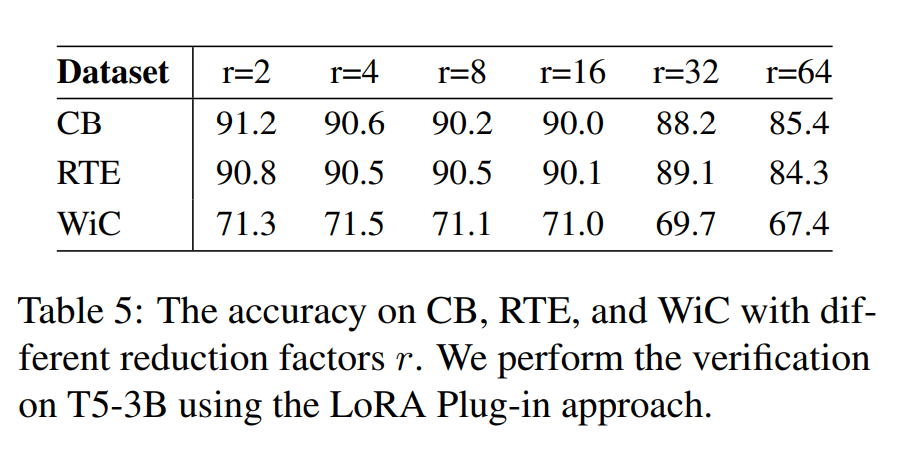 Dataset r=2 r=4 r=8 r=16 r=32 r=64
CB 91.2 90.6 90.2 90.0 88.2 85.4
RTE 90.8 90.5 90.5 90.1 89.1 84.3
WiC 71.3 71.5 71.1 71.0 69.7 67.4
Table 5: The accuracy on CB, RTE, and WiC with dif-
ferent reduction factors r. We perform the verification
on T5-3B using the LoRA Plug-in approach.